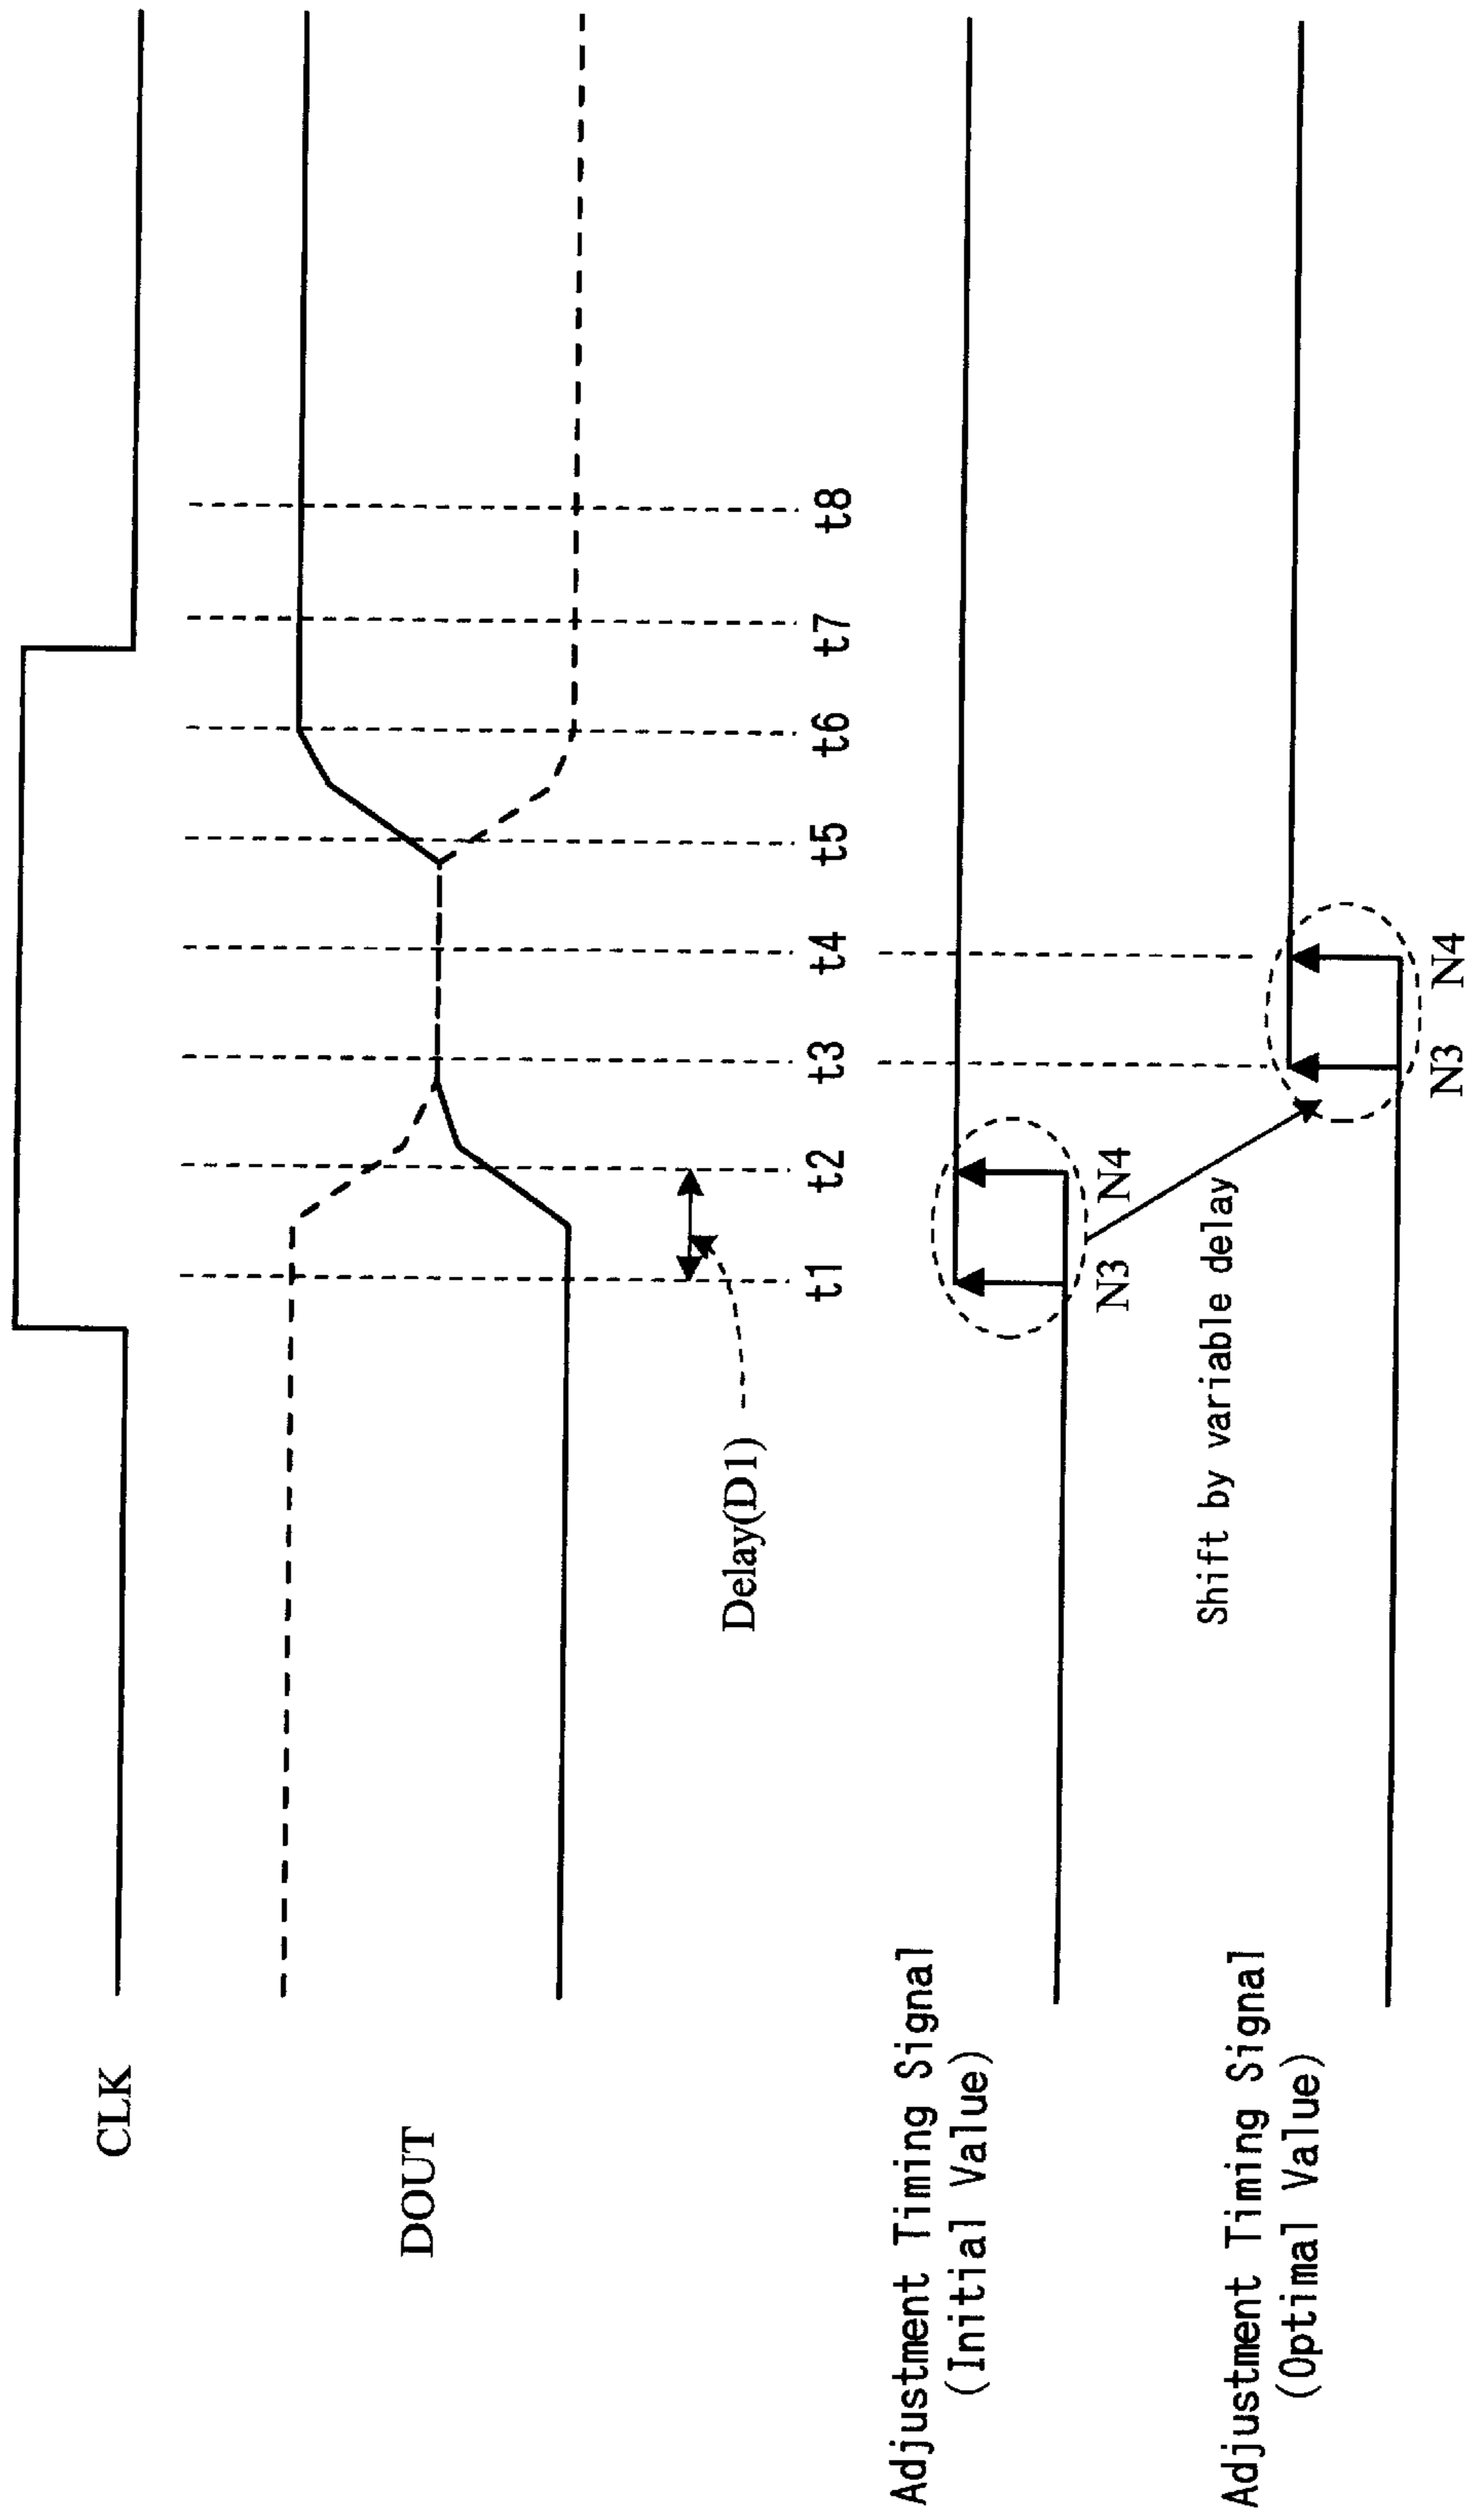 CLK
DOUT
Delay(D1)
t1 t2 t3 t4 t5 t6 t7 t8
Adjustment Timing Signal
(Initial Value)
N3 N4
Shift by variable delay
Adjustment Timing Signal
(Optimal Value)
N3 N4